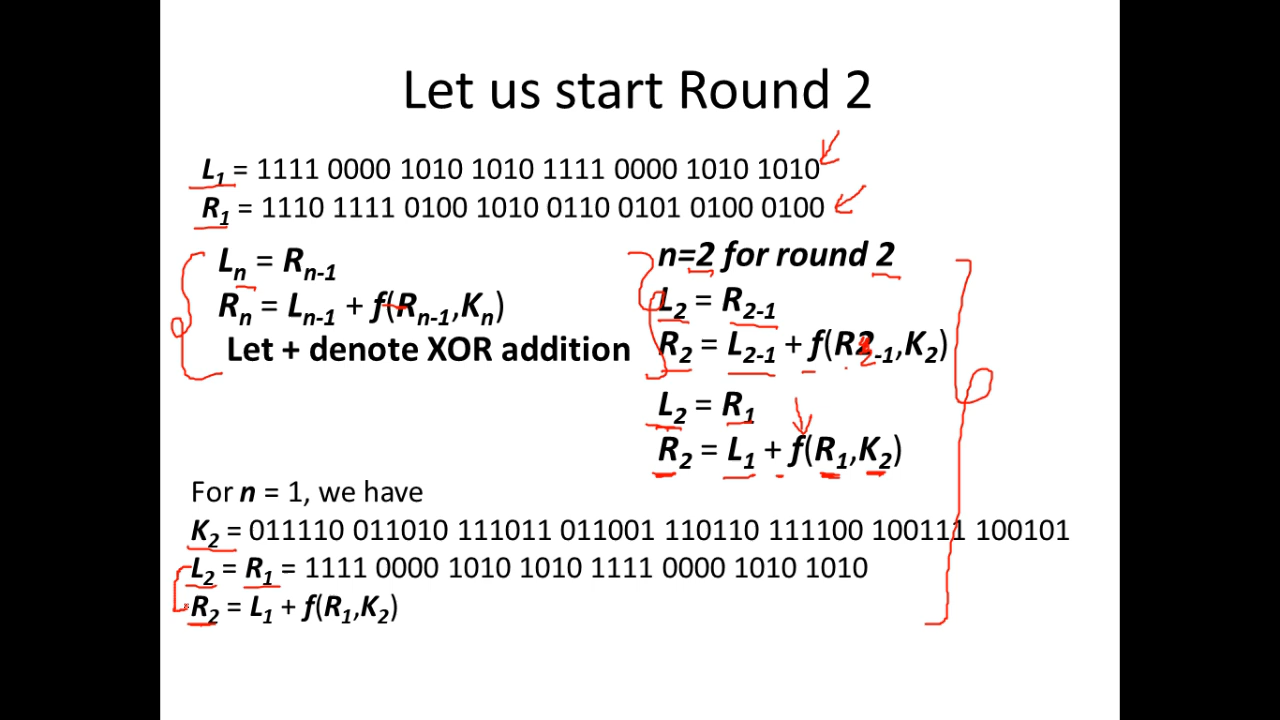 Let us start Round 2
L1 = 1111 0000 1010 1010 1111 0000 1010 1010
R1 = 1110 1111 0100 1010 0110 0101 0100 0100
Ln = Rn-1
Rn = Ln-1 + f(Rn-1,Kn)
Let + denote XOR addition
n=2 for round 2
L2 = R2-1
R2 = L2-1 + f(R2-1,K2)
L2 = R1
R2 = L1 + f(R1,K2)
For n = 1, we have
K2 = 011110 011010 111011 011001 110110 111100 100111 100101
L2 = R1 = 1111 0000 1010 1010 1111 0000 1010 1010
R2 = L1 + f(R1,K2)